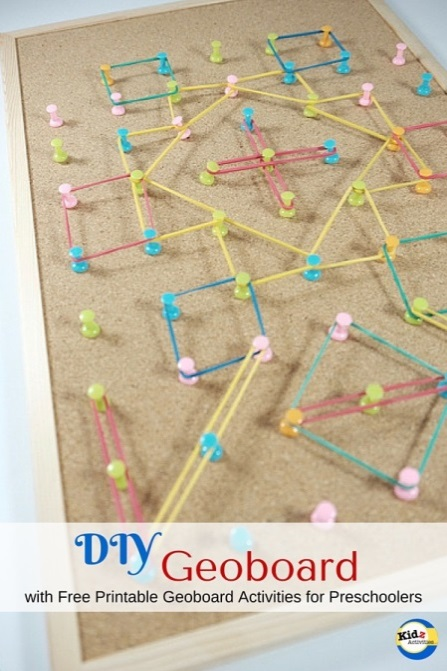 DIY Geoboard
with Free Printable Geoboard Activities for Preschoolers
Kidz
Activities